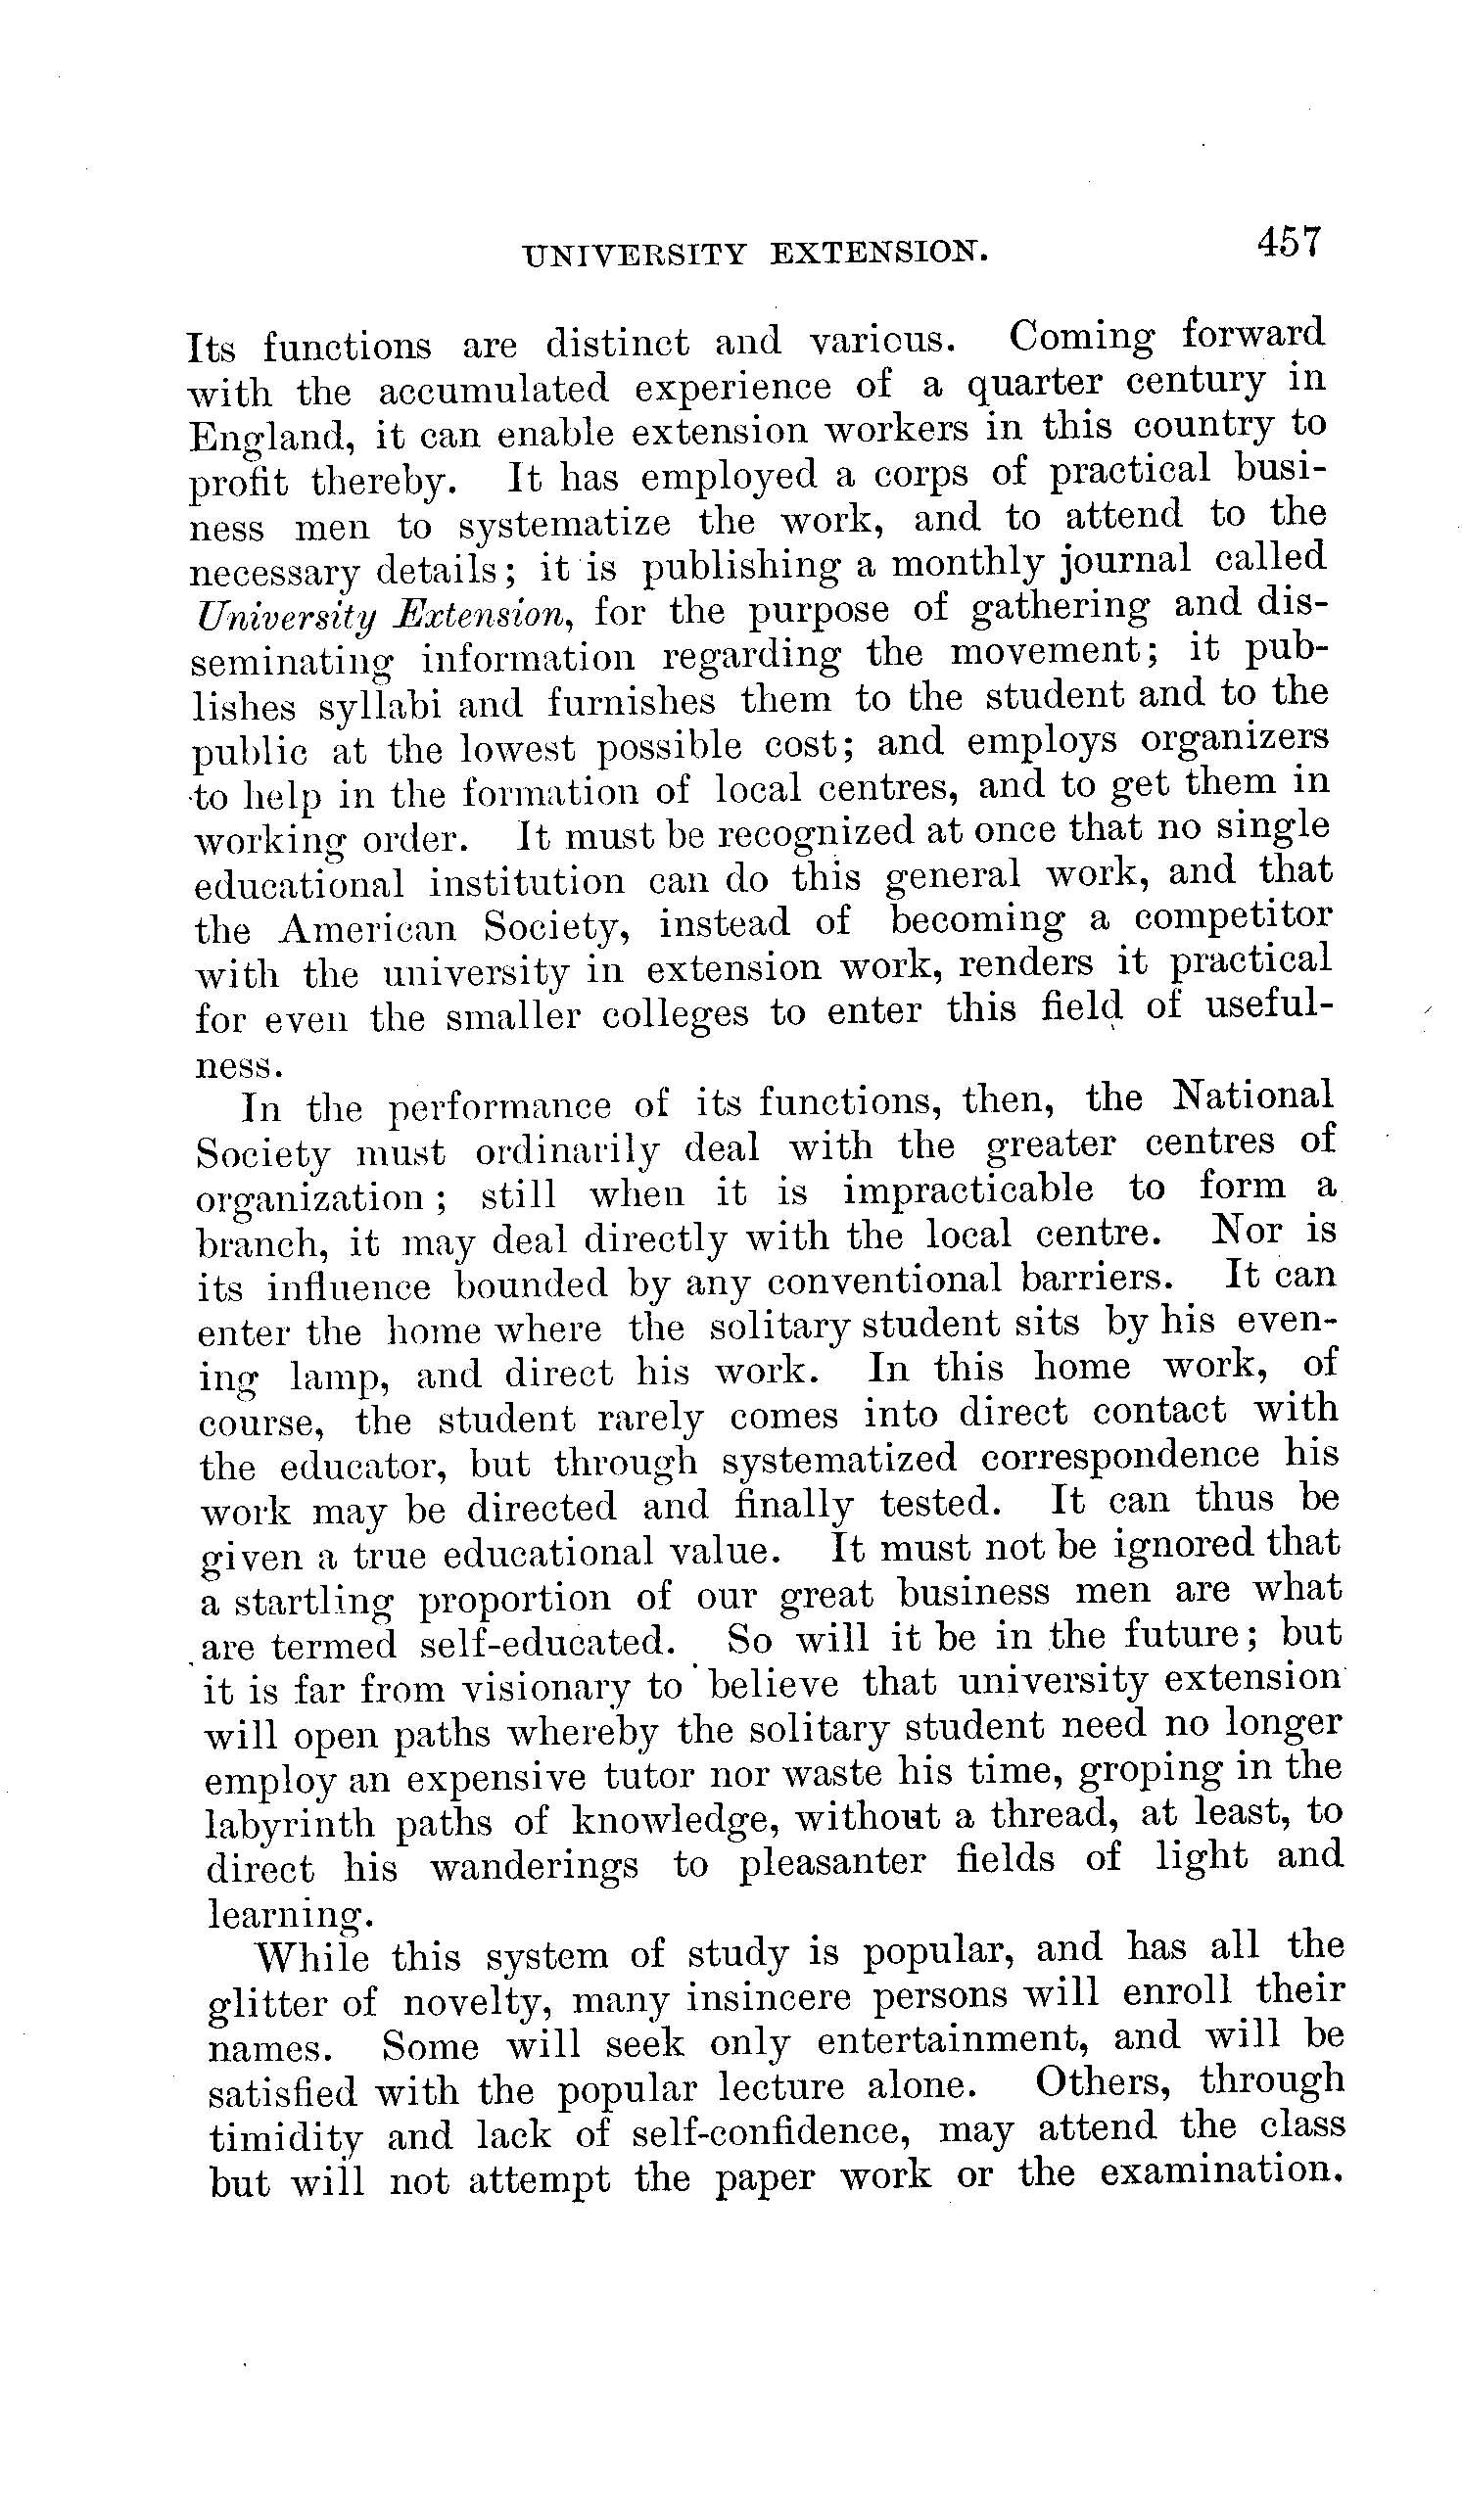 UNIVERSITY EXTENSION. 457
Its functions are distinct and various. Coming forward
with the accumulated experience of a quarter century in
England, it can enable extension workers in this country to
profit thereby. It has employed a corps of practical busi-
ness men to systematize the work, and to attend to the
necessary details; it is publishing a monthly journal called
University Extension, for the purpose of gathering and dis-
seminating information regarding the movement; it pub-
lishes syllabi and furnishes them to the student and to the
public at the lowest possible cost; and employs organizers
to help in the formation of local centres, and to get them in
working order. It must be recognized at once that no single
educational institution can do this general work, and that
the American Society, instead of becoming a competitor
with the university in extension work, renders it practical
for even the smaller colleges to enter this field of useful-
ness.
In the performance of its functions, then, the National
Society must ordinarily deal with the greater centres of
organization; still when it is impracticable to form a
branch, it may deal directly with the local centre. Nor is
its influence bounded by any conventional barriers. It can
enter the home where the solitary student sits by his even-
ing lamp, and direct his work. In this home work, of
course, the student rarely comes into direct contact with
the educator, but through systematized correspondence his
work may be directed and finally tested. It can thus be
given a true educational value. It must not be ignored that
a startling proportion of our great business men are what
are termed self-educated. So will it be in the future; but
it is far from visionary to believe that university extension
will open paths whereby the solitary student need no longer
employ an expensive tutor nor waste his time, groping in the
labyrinth paths of knowledge, without a thread, at least, to
direct his wanderings to pleasanter fields of light and
learning.
While this system of study is popular, and has all the
glitter of novelty, many insincere persons will enroll their
names. Some will seek only entertainment, and will be
satisfied with the popular lecture alone. Others, through
timidity and lack of self-confidence, may attend the class
but will not attempt the paper work or the examination.